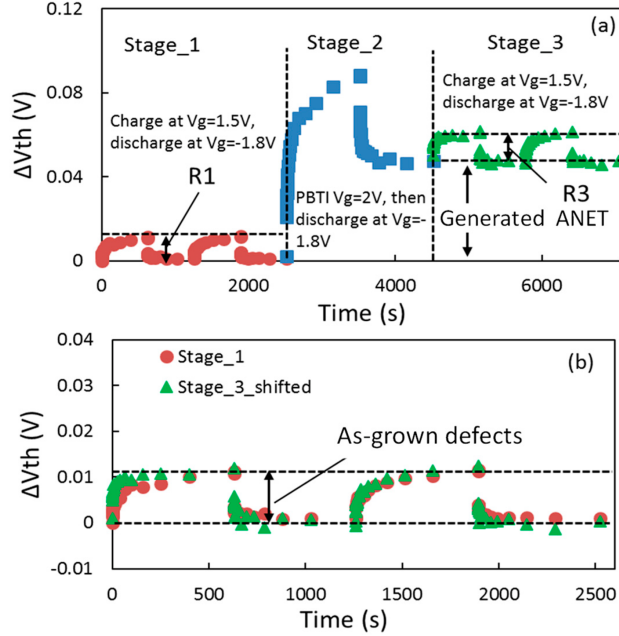 (a)
Stage_1
Stage_2
Stage_3
ΔVth (V)
0.12
0.08
0.04
0
Charge at Vg=1.5V,
discharge at Vg=-1.8V
R1
PBTI Vg=2V, then
discharge at Vg=-
1.8V
Charge at Vg=1.5V,
discharge at Vg=-1.8V
R3
Generated ANET
0 2000 4000 6000
Time (s)
(b)
Stage_1
Stage_3_shifted
ΔVth (V)
0.04
0.03
0.02
0.01
0
-0.01
As-grown defects
0 500 1000 1500 2000 2500
Time (s)